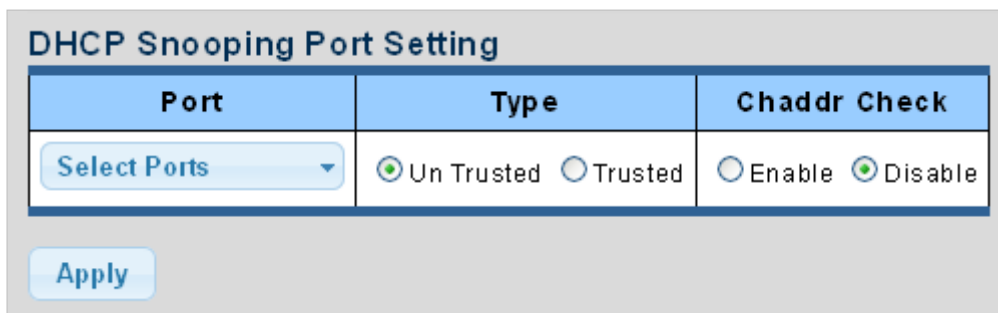 DHCP Snooping Port Setting
Port Type Chaddr Check
Select Ports Un Trusted Trusted Enable Disable
Apply